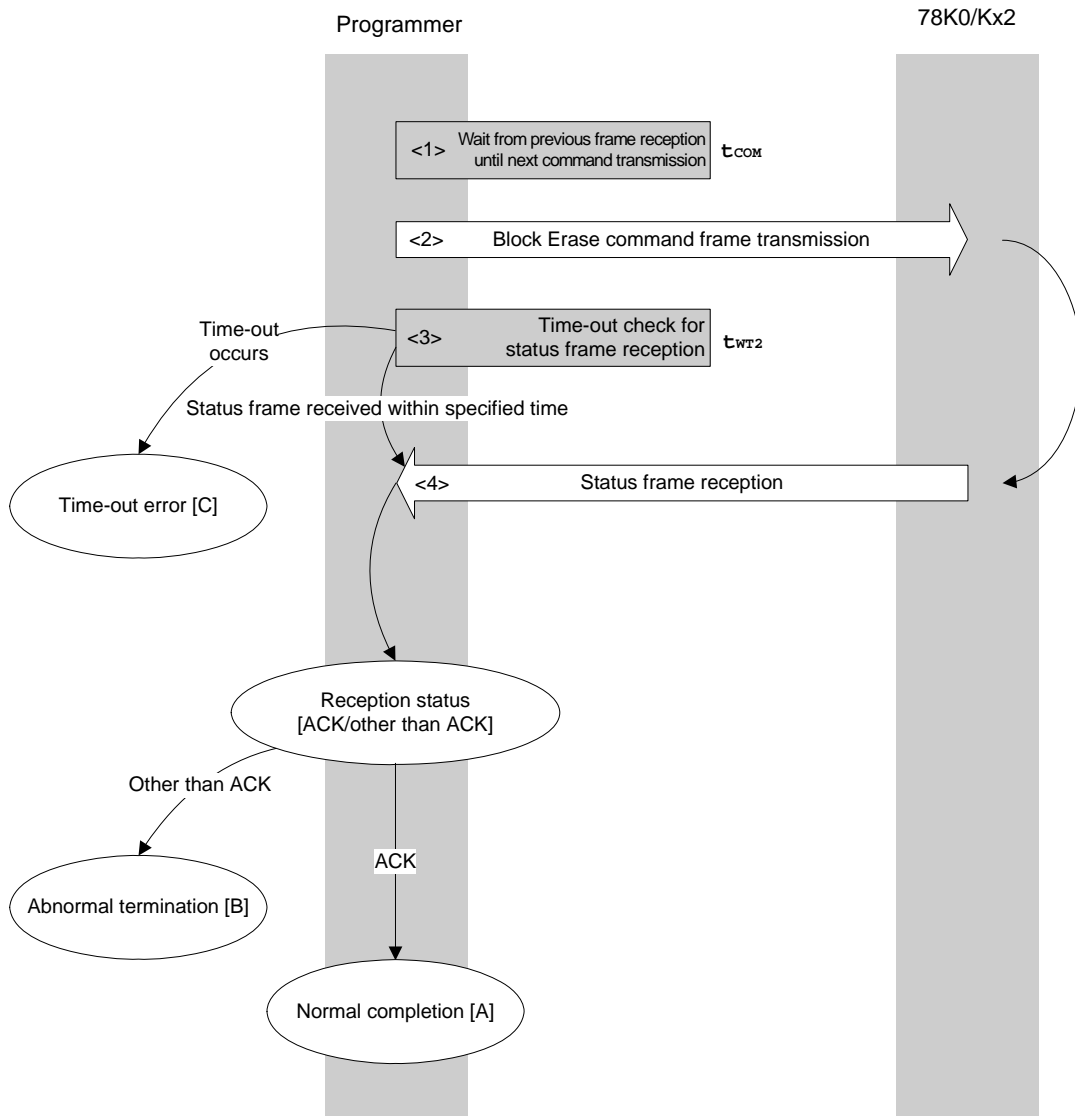 Programmer
78K0/Kx2
<1> Wait from previous frame reception
until next command transmission
tCOM
<2> Block Erase command frame transmission
Time-out
occurs
<3> Time-out check for
status frame reception
tWT2
Status frame received within specified time
Time-out error [C]
<4> Status frame reception
Reception status
[ACK/other than ACK]
Other than ACK
ACK
Abnormal termination [B]
Normal completion [A]